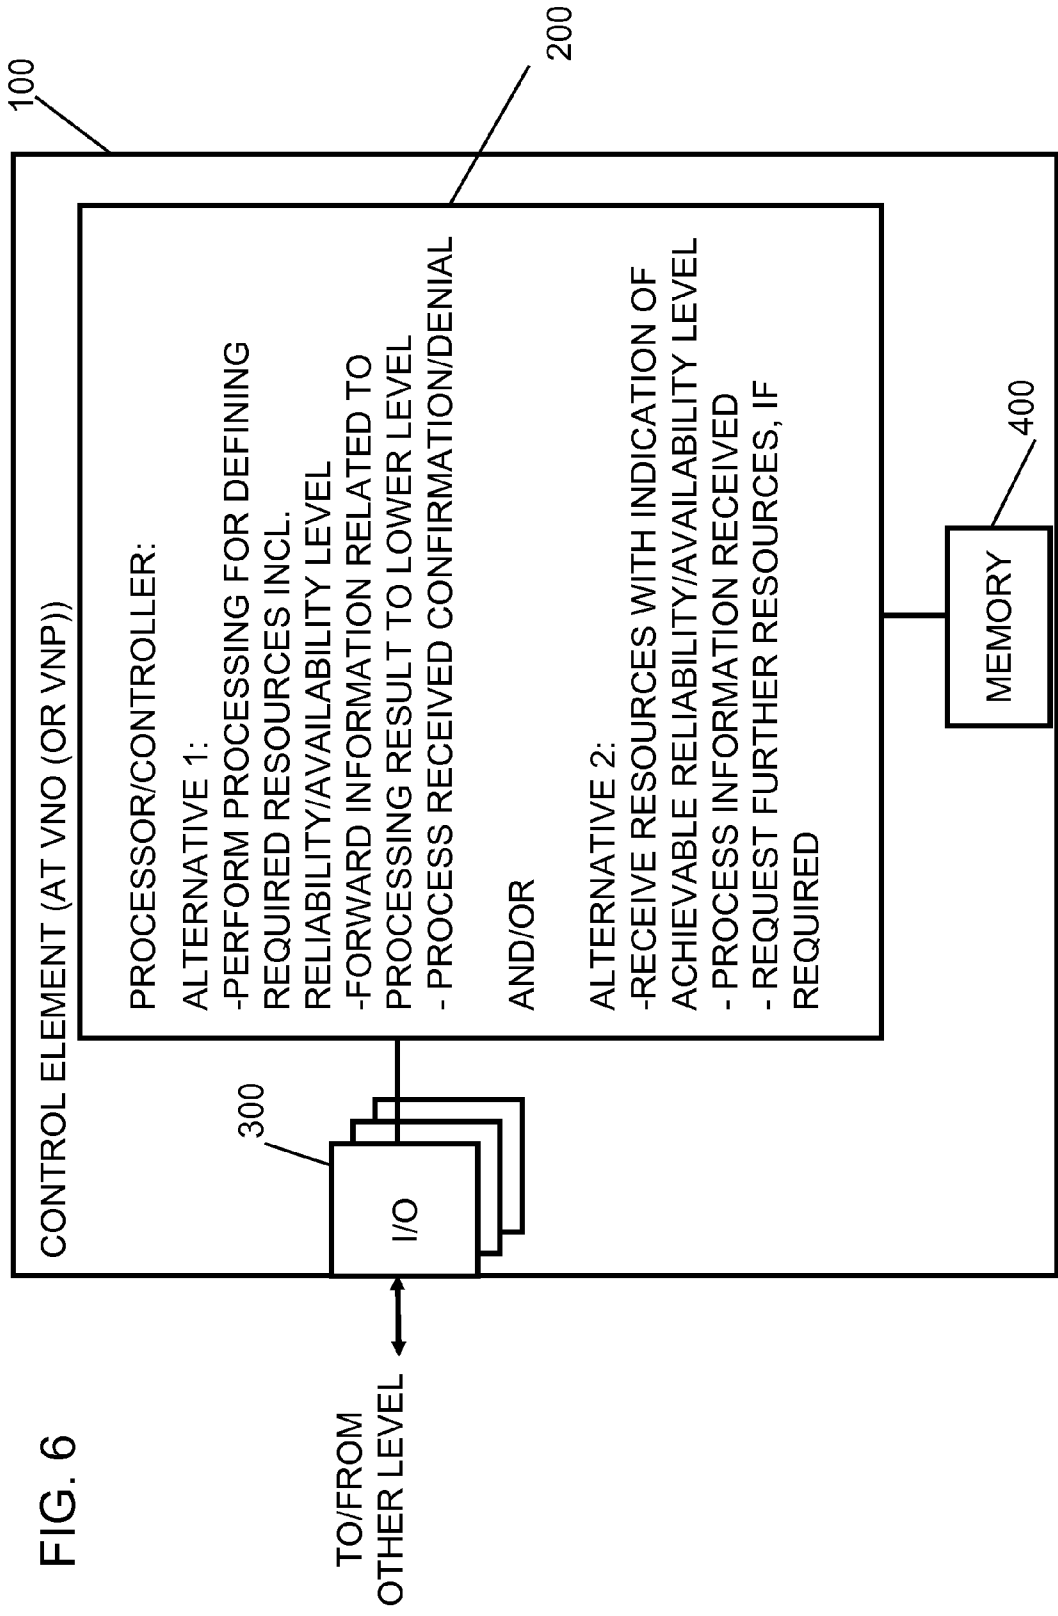 FIG. 6
100
CONTROL ELEMENT (AT VNO (OR VNP))
PROCESSOR/CONTROLLER:
ALTERNATIVE 1:
-PERFORM PROCESSING FOR DEFINING
REQUIRED RESOURCES INCL.
RELIABILITY/AVAILABILITY LEVEL
-FORWARD INFORMATION RELATED TO
PROCESSING RESULT TO LOWER LEVEL
- PROCESS RECEIVED CONFIRMATION/DENIAL
AND/OR
ALTERNATIVE 2:
-RECEIVE RESOURCES WITH INDICATION OF
ACHIEVABLE RELIABILITY/AVAILABILITY LEVEL
- PROCESS INFORMATION RECEIVED
- REQUEST FURTHER RESOURCES, IF
REQUIRED
200
300
I/O
TO/FROM
OTHER LEVEL
400
MEMORY